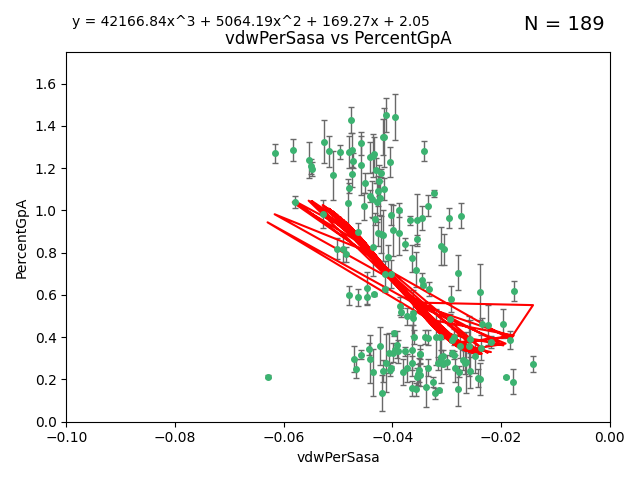 y = 42166.84x^3 + 5064.19x^2 + 169.27x + 2.05
N = 189
vdwPerSasa vs PercentGpA
1.6
1.4
1.2
1.0
0.8
0.6
0.4
0.2
0.0
PercentGpA
−0.10 −0.08 −0.06 −0.04 −0.02 0.00
vdwPerSasa